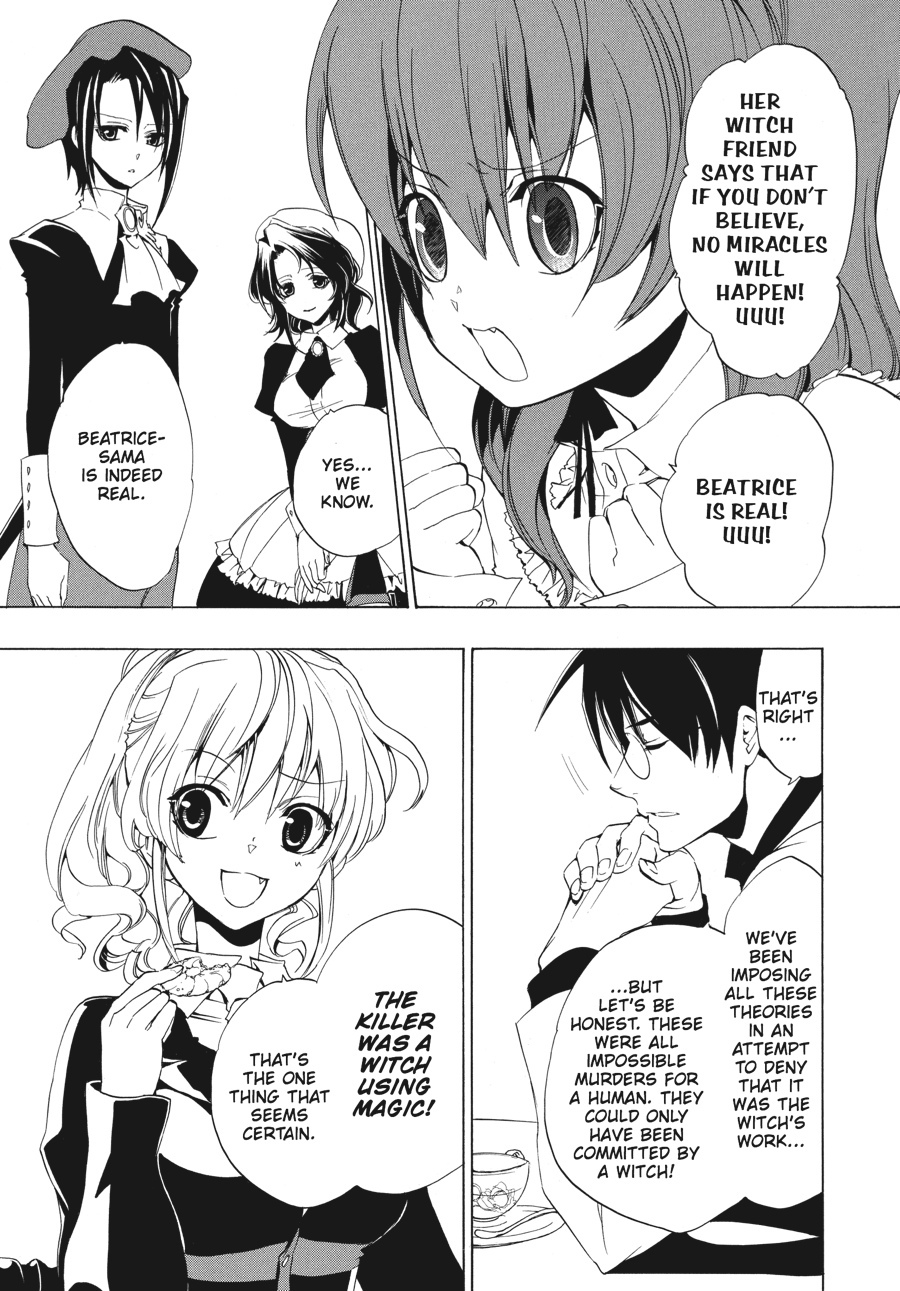 HER
WITCH
FRIEND
SAYS THAT
IF YOU DON'T
BELIEVE,
NO MIRACLES
WILL
HAPPEN!
UUU!
BEATRICE
IS REAL!
UUU!
YES...
WE
KNOW.
BEATRICE-
SAMA
IS INDEED
REAL.
THAT'S
RIGHT
...
WE'VE
BEEN
IMPOSING
ALL THESE
THEORIES
IN AN
ATTEMPT
TO DENY
THAT IT
WAS THE
WITCH'S
WORK...
...BUT
LET'S BE
HONEST. THESE
WERE ALL
IMPOSSIBLE
MURDERS FOR
A HUMAN. THEY
COULD ONLY
HAVE BEEN
COMMITTED BY
A WITCH!
THE
KILLER
WAS A
WITCH
USING
MAGIC!
THAT'S
THE ONE
THING THAT
SEEMS
CERTAIN.